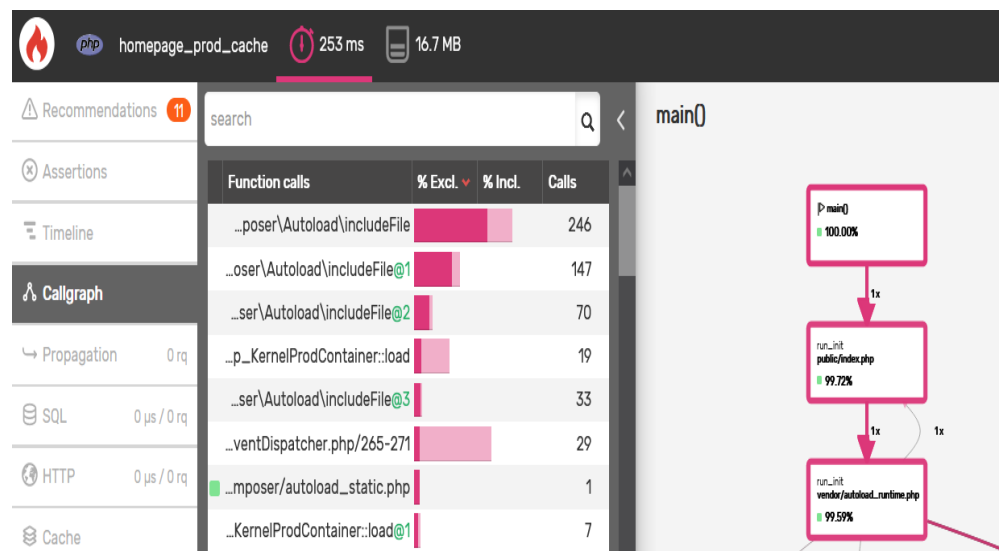 php homepage_prod_cache 253 ms 16.7 MB
Recommendations 11
Assertions
Timeline
Callgraph
Propagation 0 rq
SQL 0 µs / 0 rq
HTTP 0 µs / 0 rq
Cache
search
Function calls % Excl. % Incl. Calls
…poser\Autoload\includeFile 246
…oser\Autoload\includeFile@1 147
…ser\Autoload\includeFile@2 70
…p_KernelProdContainer::load 19
…ser\Autoload\includeFile@3 33
…ventDispatcher.php/265-271 29
…mposer/autoload_static.php 1
…KernelProdContainer::load@1 7
main()
main()
100.00%
1x
run_init
public/index.php
99.72%
1x 1x
run_init
vendor/autoload_runtime.php
99.59%